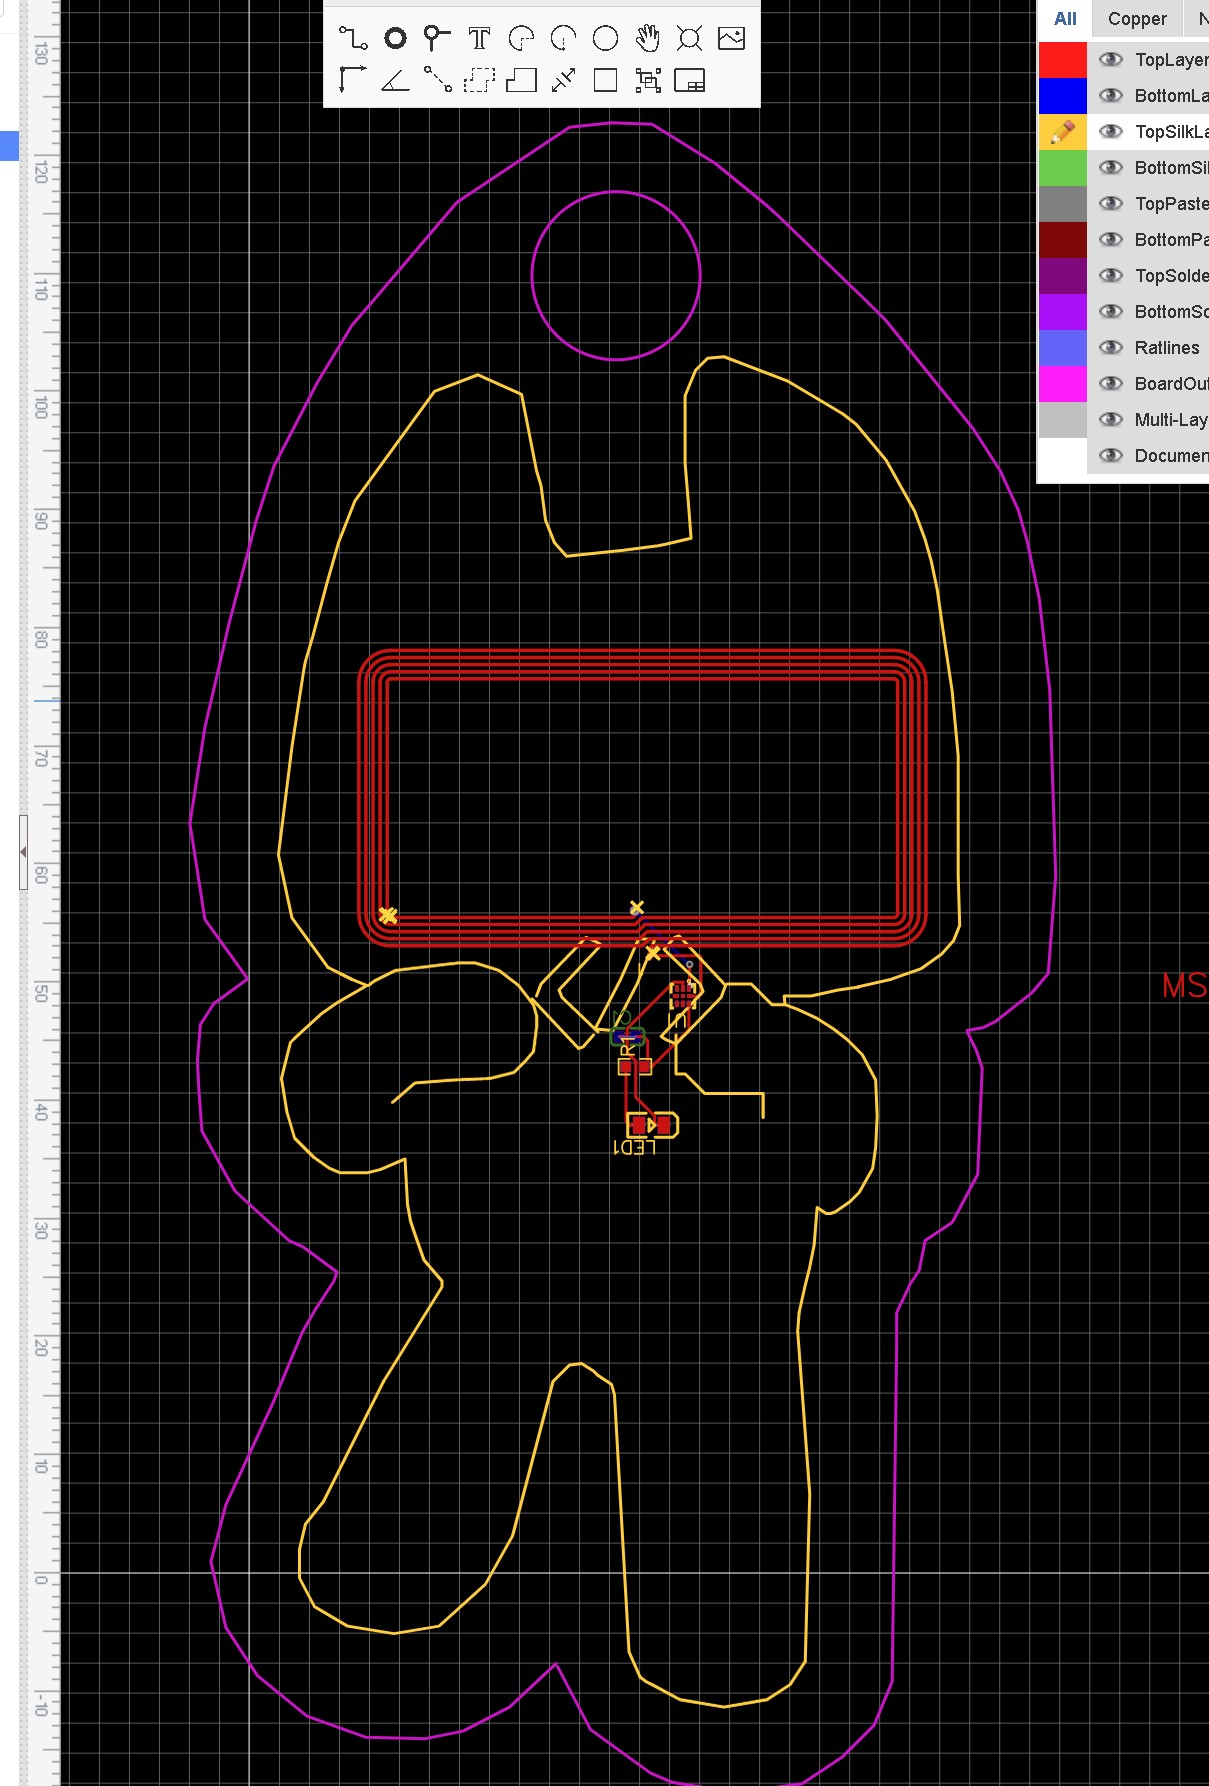 All Copper N
TopLayer
BottomLa
TopSilkLa
BottomSil
TopPaste
BottomPa
TopSolde
BottomSo
Ratlines
BoardOut
Multi-Lay
Documen
T
130
120
110
100
90
80
70
60
50
40
30
20
10
0
-10
MS
R1
LED1